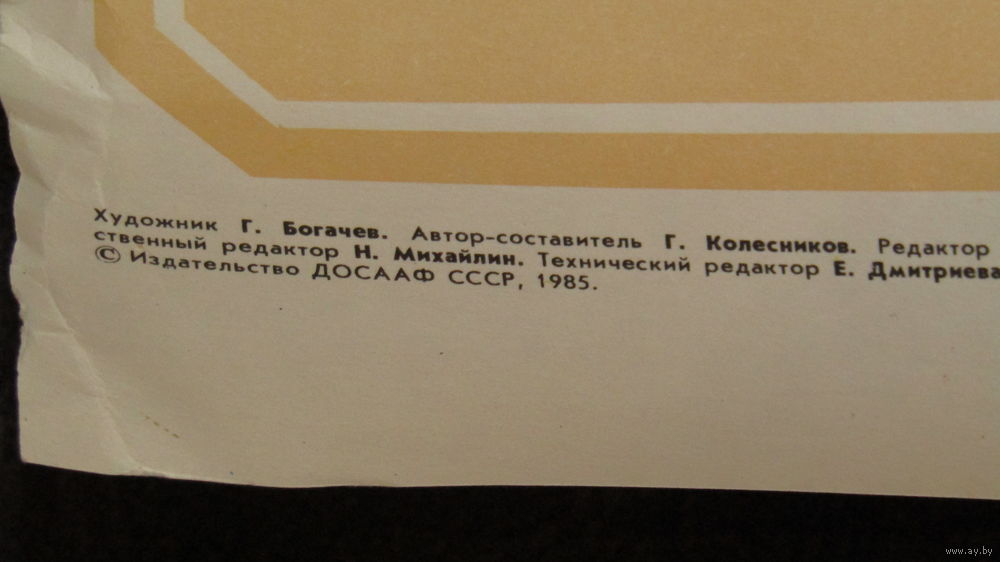 Художник Г. Богачев. Автор-составитель Г. Колесников. Редактор
ственный редактор Н. Михайлин. Технический редактор Е. Дмитриева
© Издательство ДОСААФ СССР, 1985.
www.ay.by